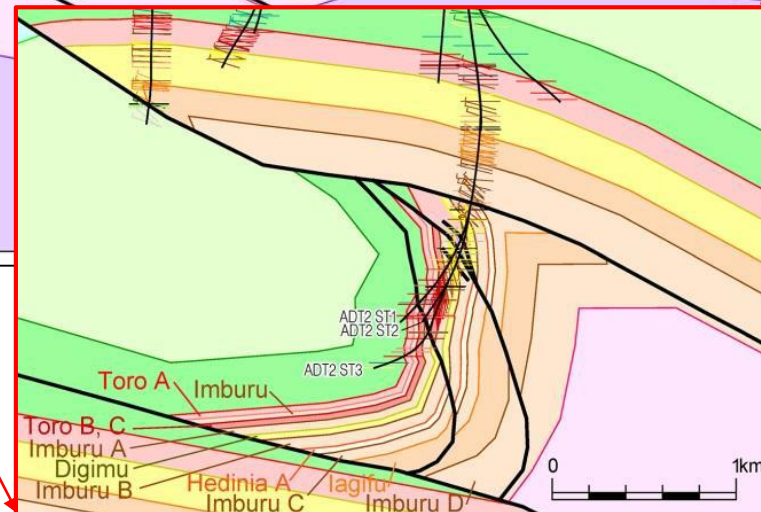 ADT2 ST1
ADT2 ST2
ADT2 ST3
Toro A
Imburu
Toro B, C
Imburu A
Digimu
Imburu B
Hedinia A
Imburu C
Iagifu
Imburu D
0 1km